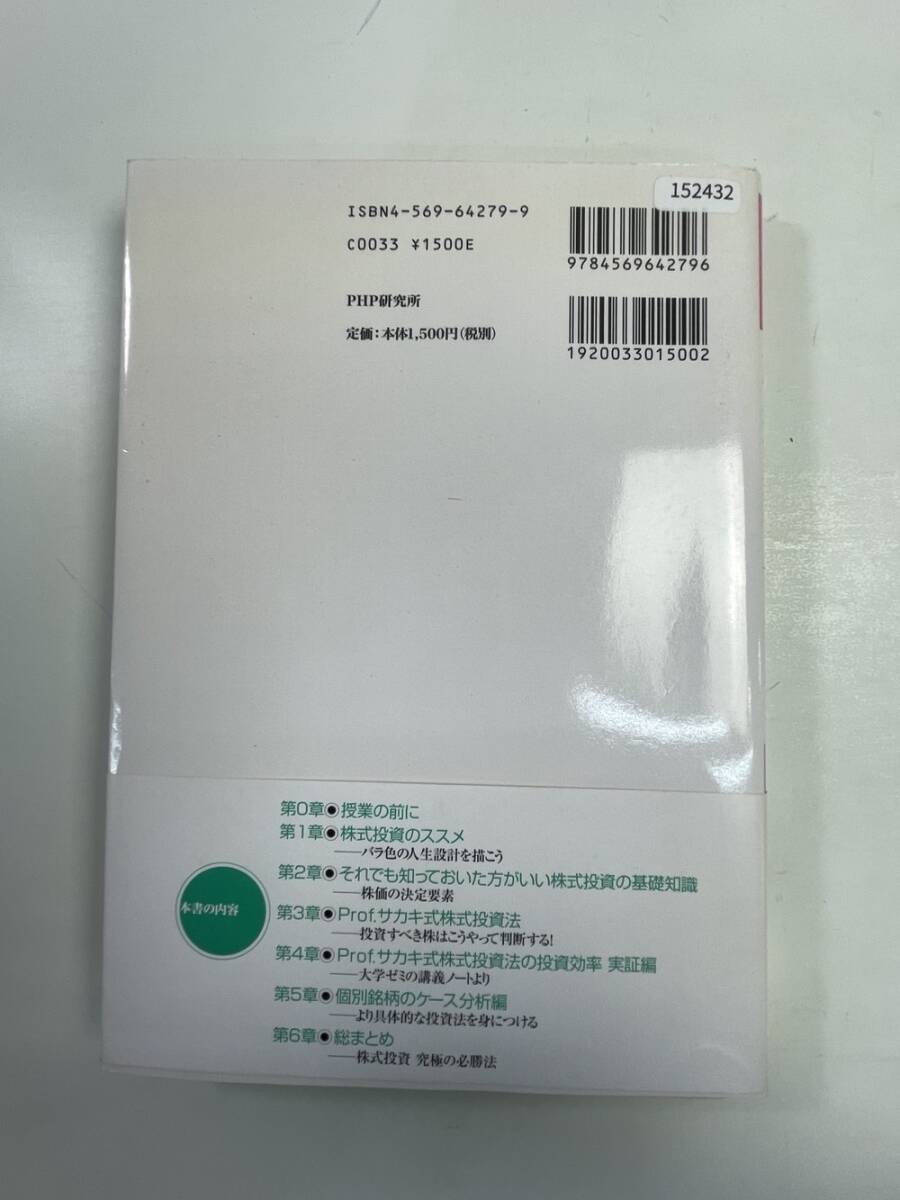 152432
ISBN4-569-64279-9
C0033 ¥1500E
9784569642796
PHP研究所
定価：本体1,500円（税別）
1920033015002
本書の内容
第0章◉授業の前に
第1章◉株式投資のススメ
――バラ色の人生設計を描こう
第2章◉それでも知っておいた方がいい株式投資の基礎知識
――株価の決定要素
第3章◉Prof.サカキ式株式投資法
――投資すべき株はこうやって判断する!
第4章◉Prof.サカキ式株式投資法の投資効率 実証編
――大学ゼミの講義ノートより
第5章◉個別銘柄のケース分析編
――より具体的な投資法を身につける
第6章◉総まとめ
――株式投資 究極の必勝法